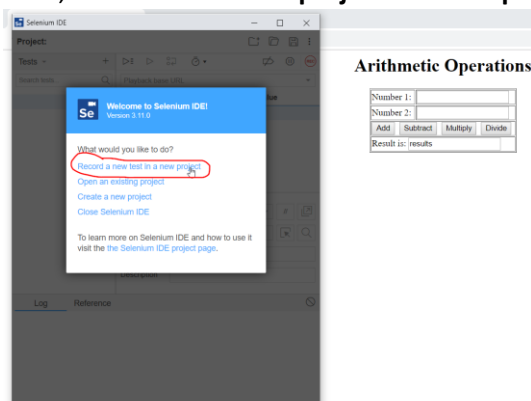 Selenium IDE
Project:
Tests
Search tests
Playback base URL
Welcome to Selenium IDE!
Version 3.11.0
What would you like to do?
Record a new test in a new project
Open an existing project
Create a new project
Close Selenium IDE
To learn more on Selenium IDE and how to use it
visit the the Selenium IDE project page.
Description
Log Reference
Arithmetic Operations
Number 1:
Number 2:
Add Subtract Multiply Divide
Result is: results